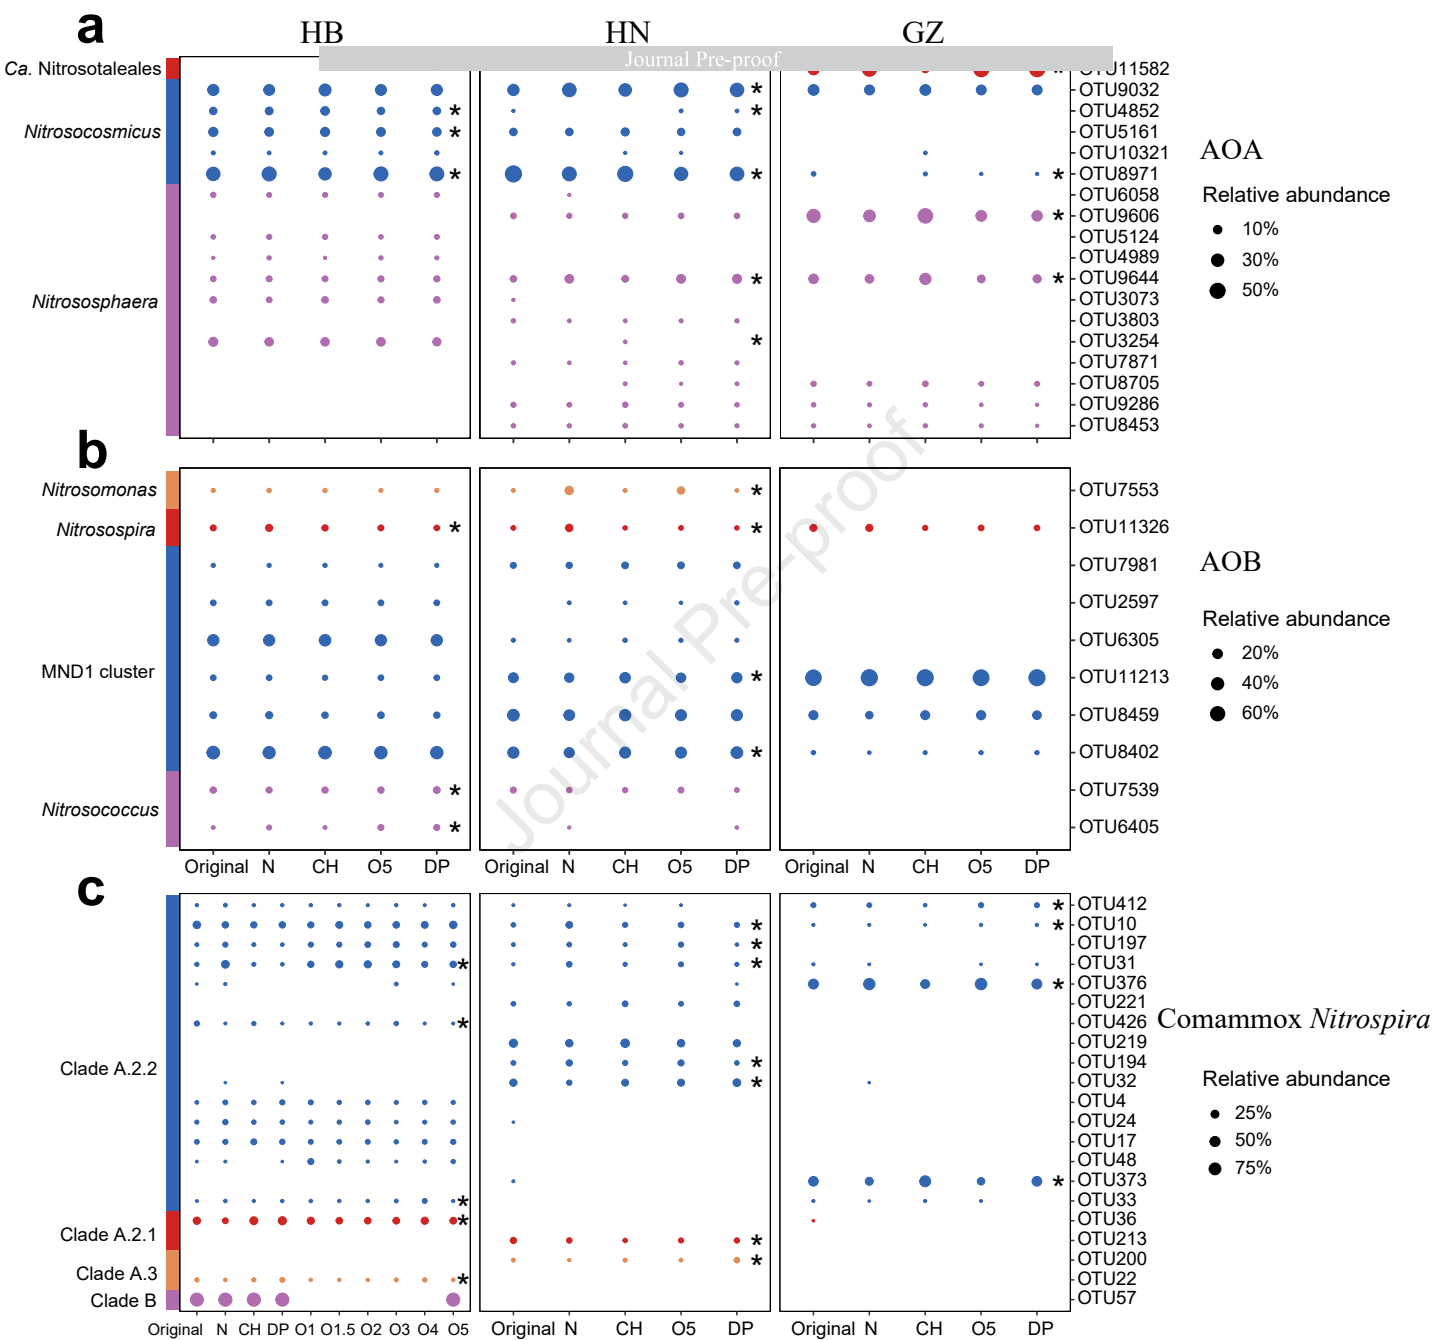 a
HB
HN
GZ
Journal Pre-proof
Ca. Nitrosotaleales
Nitrosocosmicus
Nitrososphaera
OTU11582
OTU9032
OTU4852
OTU5161
OTU10321
OTU8971
OTU6058
OTU9606
OTU5124
OTU4989
OTU9644
OTU3073
OTU3803
OTU3254
OTU7871
OTU8705
OTU9286
OTU8453
AOA
Relative abundance
10%
30%
50%
b
Nitrosomonas
Nitrosospira
MND1 cluster
Nitrosococcus
OTU7553
OTU11326
OTU7981
OTU2597
OTU6305
OTU11213
OTU8459
OTU8402
OTU7539
OTU6405
AOB
Relative abundance
20%
40%
60%
Original N CH O5 DP
Original N CH O5 DP
Original N CH O5 DP
Journal Pre-proof
c
Clade A.2.2
Clade A.2.1
Clade A.3
Clade B
OTU412
OTU10
OTU197
OTU31
OTU376
OTU221
OTU426
OTU219
OTU194
OTU32
OTU4
OTU24
OTU17
OTU48
OTU373
OTU33
OTU36
OTU213
OTU200
OTU22
OTU57
Comammox Nitrospira
Relative abundance
25%
50%
75%
Original N CH DP O1 O1.5 O2 O3 O4 O5
Original N CH O5 DP
Original N CH O5 DP